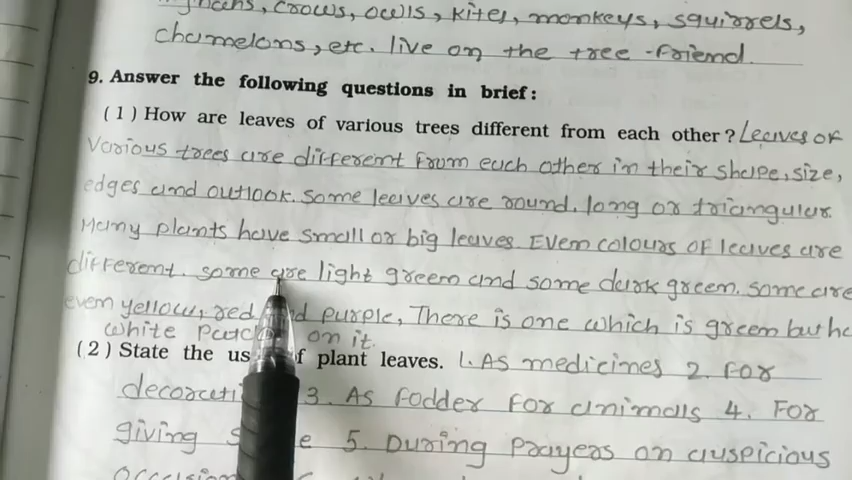 crows, owls, kites, monkeys, squirrels,
chamelons, etc. live on the tree-friend.
9. Answer the following questions in brief:
(1) How are leaves of various trees different from each other? Leaves of
various trees are different from each other in their shape, size,
edges and outlook. Some leaves are round, long or triangular.
Many plants have small or big leaves. Even colours of leaves are
different. some are light green and some dark green. some are
even yellow, red and purple, There is one which is green but ha
white on it.
(2) State the of plant leaves. 1. As medicines 2. For
3. As fodder for animals 4. For
giving 5. During prayers on auspicious